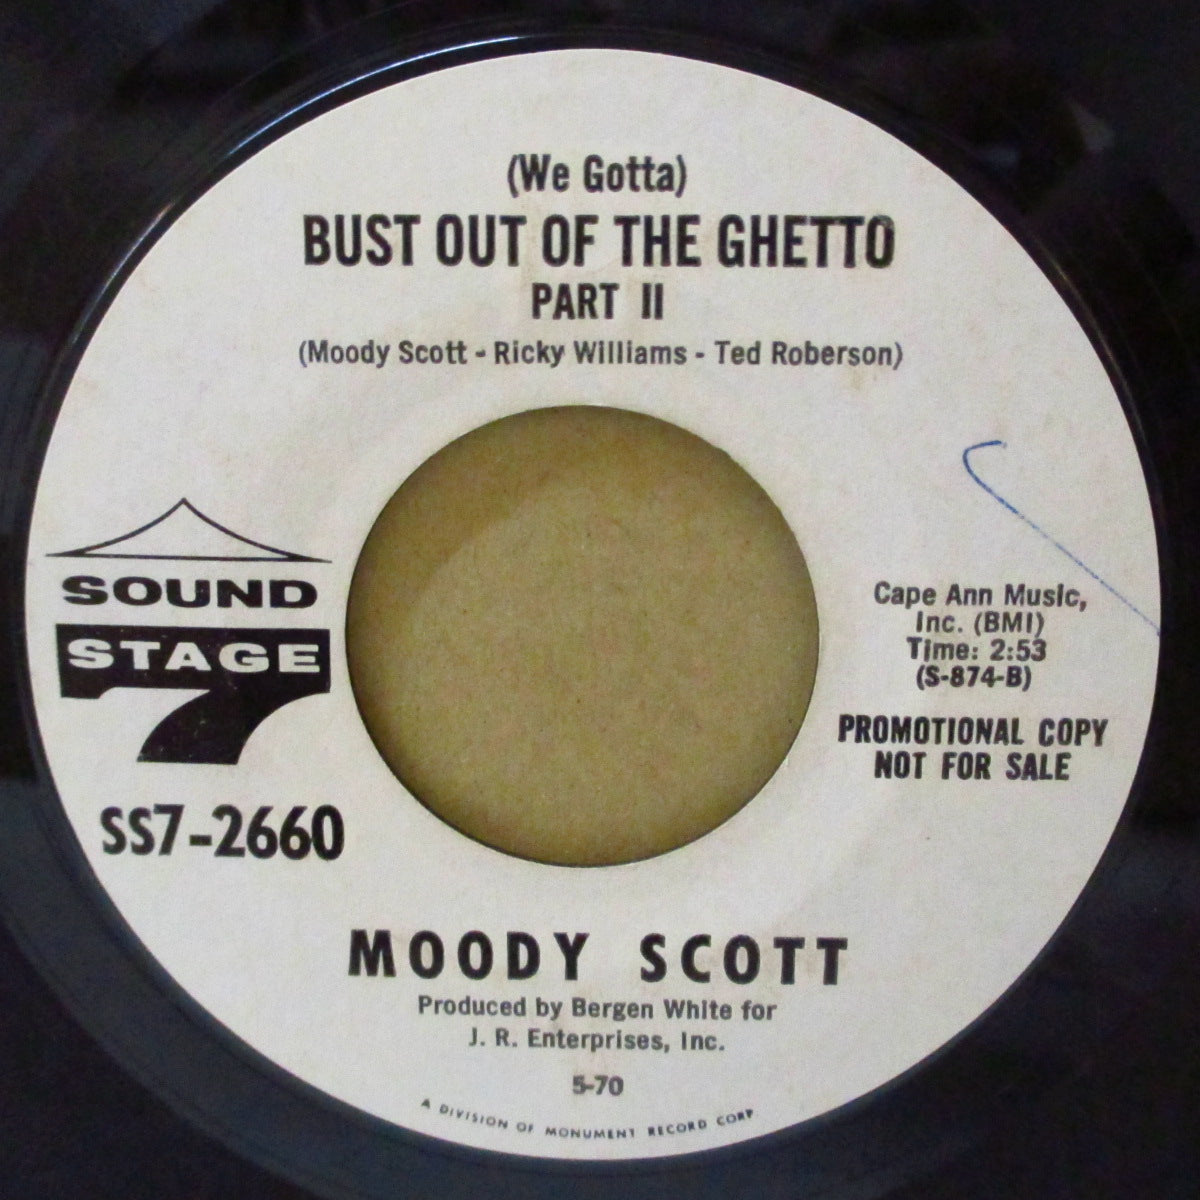 (We Gotta)
BUST OUT OF THE GHETTO
PART II
(Moody Scott - Ricky Williams - Ted Roberson)
SOUND
STAGE
7
SS7-2660
Cape Ann Music,
Inc. (BMI)
Time: 2:53
(S-874-B)
PROMOTIONAL COPY
NOT FOR SALE
MOODY SCOTT
Produced by Bergen White for
J. R. Enterprises, Inc.
5-70
A DIVISION OF MONUMENT RECORD CORP